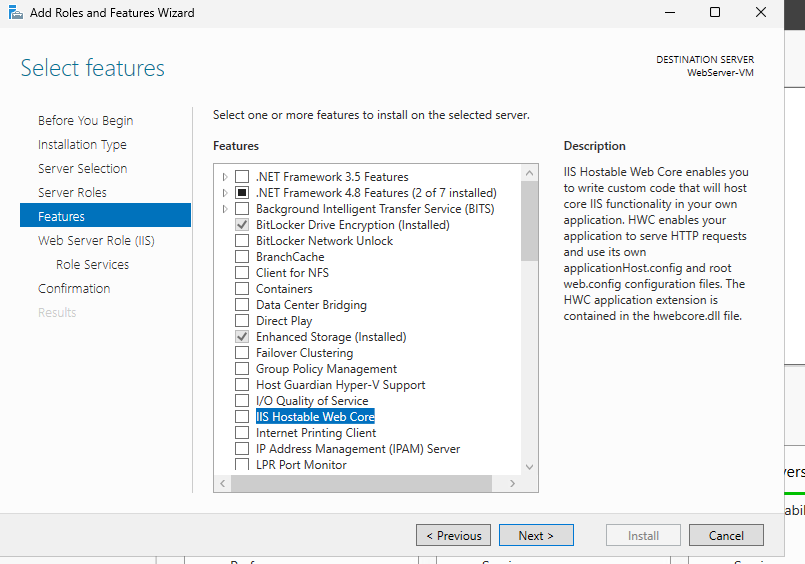 Add Roles and Features Wizard
Select features
DESTINATION SERVER
WebServer-VM
Before You Begin
Installation Type
Server Selection
Server Roles
Features
Web Server Role (IIS)
Role Services
Confirmation
Results
Select one or more features to install on the selected server.
Features
.NET Framework 3.5 Features
.NET Framework 4.8 Features (2 of 7 installed)
Background Intelligent Transfer Service (BITS)
BitLocker Drive Encryption (Installed)
BitLocker Network Unlock
BranchCache
Client for NFS
Containers
Data Center Bridging
Direct Play
Enhanced Storage (Installed)
Failover Clustering
Group Policy Management
Host Guardian Hyper-V Support
I/O Quality of Service
IIS Hostable Web Core
Internet Printing Client
IP Address Management (IPAM) Server
LPR Port Monitor
Description
IIS Hostable Web Core enables you
to write custom code that will host
core IIS functionality in your own
application. HWC enables your
application to serve HTTP requests
and use its own
applicationHost.config and root
web.config configuration files. The
HWC application extension is
contained in the hwebcore.dll file.
< Previous
Next >
Install
Cancel